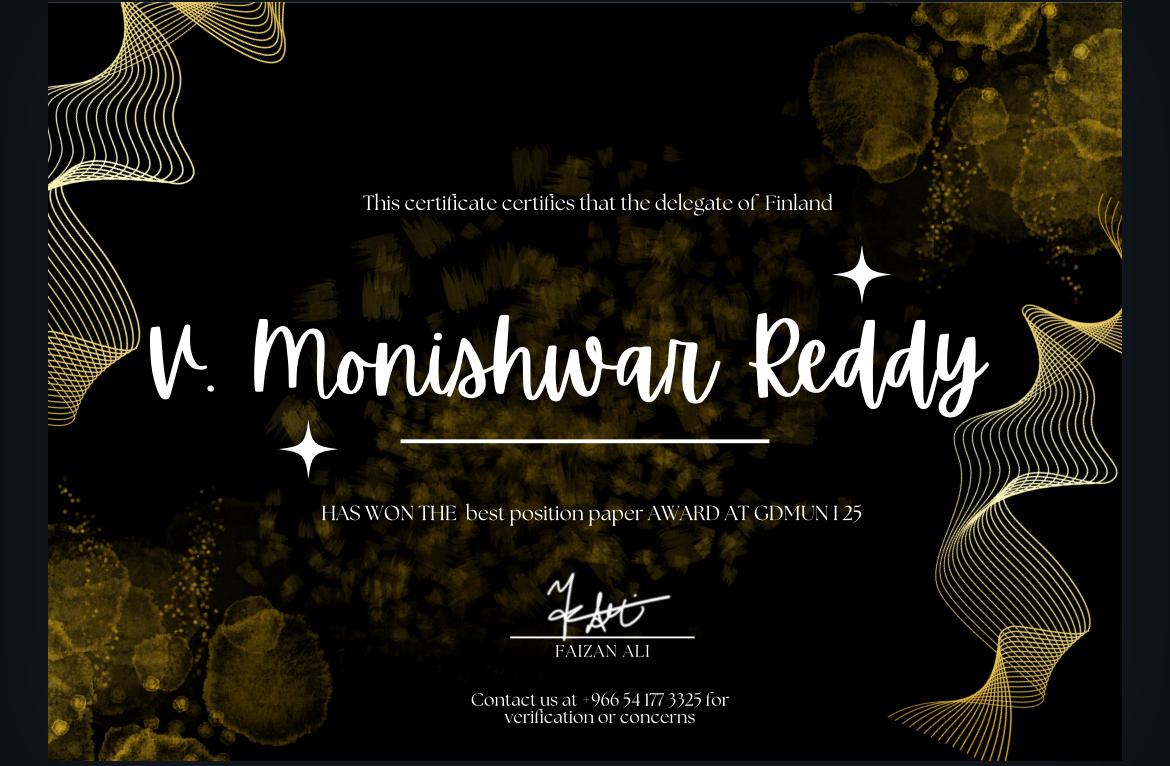 This certificate certifies that the delegate of Finland
V. Monishwar Reddy
HAS WON THE best position paper AWARD AT GDMUN I 25
FAIZAN ALI
Contact us at +966 54 177 3325 for
verification or concerns